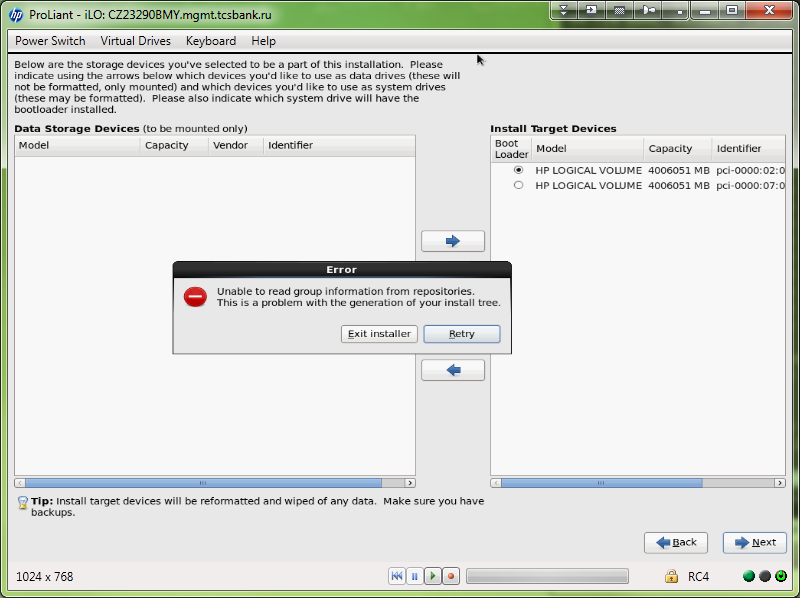 ProLiant - iLO: CZ23290BMY.mgmt.tcsbank.ru
Power Switch Virtual Drives Keyboard Help
Below are the storage devices you've selected to be a part of this installation. Please
indicate using the arrows below which devices you'd like to use as data drives (these will
not be formatted, only mounted) and which devices you'd like to use as system drives
(these may be formatted). Please also indicate which system drive will have the
bootloader installed.
Data Storage Devices (to be mounted only)
Model Capacity Vendor Identifier
Install Target Devices
Boot
Loader Model Capacity Identifier
HP LOGICAL VOLUME 4006051 MB pci-0000:02:0
HP LOGICAL VOLUME 4006051 MB pci-0000:07:0
Error
Unable to read group information from repositories.
This is a problem with the generation of your install tree.
Exit installer Retry
Tip: Install target devices will be reformatted and wiped of any data. Make sure you have
backups.
Back Next
1024 x 768 RC4